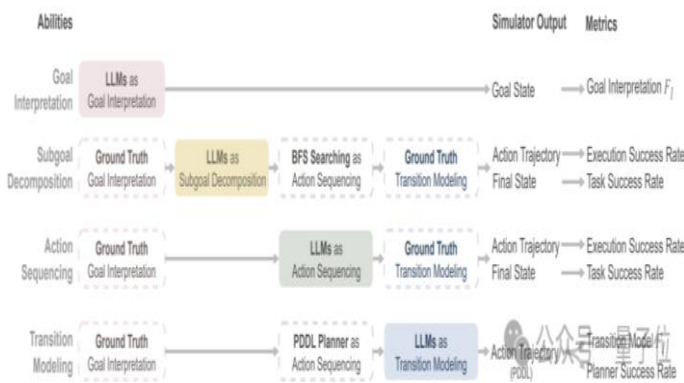 Abilities
Simulator Output
Metrics
Goal
Interpretation
LLMs as
Goal Interpretation
Goal State
Goal Interpretation F₁
Subgoal
Decomposition
Ground Truth
Goal Interpretation
LLMs as
Subgoal Decomposition
BFS Searching as
Action Sequencing
Ground Truth
Transition Modeling
Action Trajectory
Final State
Execution Success Rate
Task Success Rate
Action
Sequencing
Ground Truth
Goal Interpretation
LLMs as
Action Sequencing
Ground Truth
Transition Modeling
Action Trajectory
Final State
Execution Success Rate
Task Success Rate
Transition
Modeling
Ground Truth
Goal Interpretation
PDDL Planner as
Action Sequencing
LLMs as
Transition Modeling
Action Trajectory
(PDDL)
Transition Model
Planner Success Rate
公众号 量子位